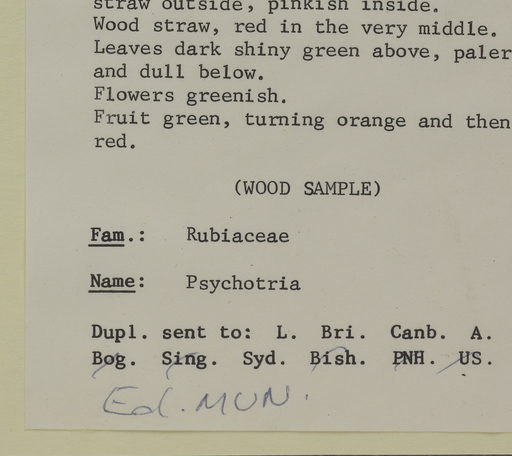 straw outside, pinkish inside.
Wood straw, red in the very middle.
Leaves dark shiny green above, paler
and dull below.
Flowers greenish.
Fruit green, turning orange and then
red.
(WOOD SAMPLE)
Fam.: Rubiaceae
Name: Psychotria
Dupl. sent to: L. Bri. Canb. A.
Bog. Sing. Syd. Bish. PNH. US.
Ed. MUN.